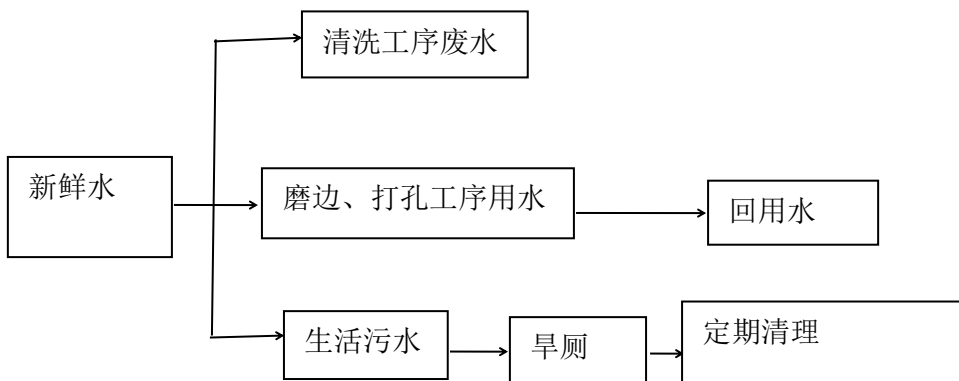 清洗工序废水
新鲜水
磨边、打孔工序用水
回用水
生活污水
旱厕
定期清理